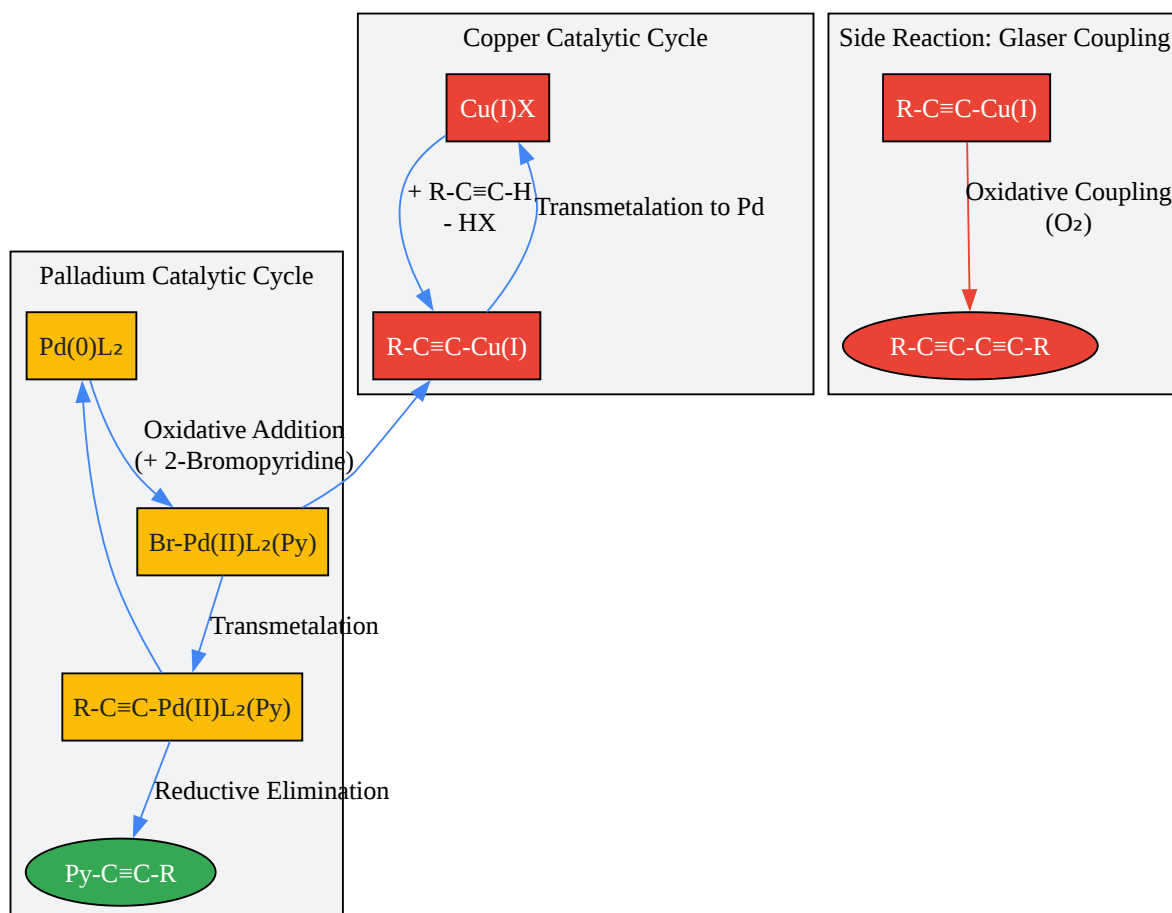 Copper Catalytic Cycle
Cu(I)X
+ R-C≡C-H
- HX
Transmetalation to Pd
R-C≡C-Cu(I)
Side Reaction: Glaser Coupling
R-C≡C-Cu(I)
Oxidative Coupling
(O₂)
R-C≡C-C≡C-R
Palladium Catalytic Cycle
Pd(0)L₂
Oxidative Addition
(+ 2-Bromopyridine)
Br-Pd(II)L₂(Py)
Transmetalation
R-C≡C-Pd(II)L₂(Py)
Reductive Elimination
Py-C≡C-R